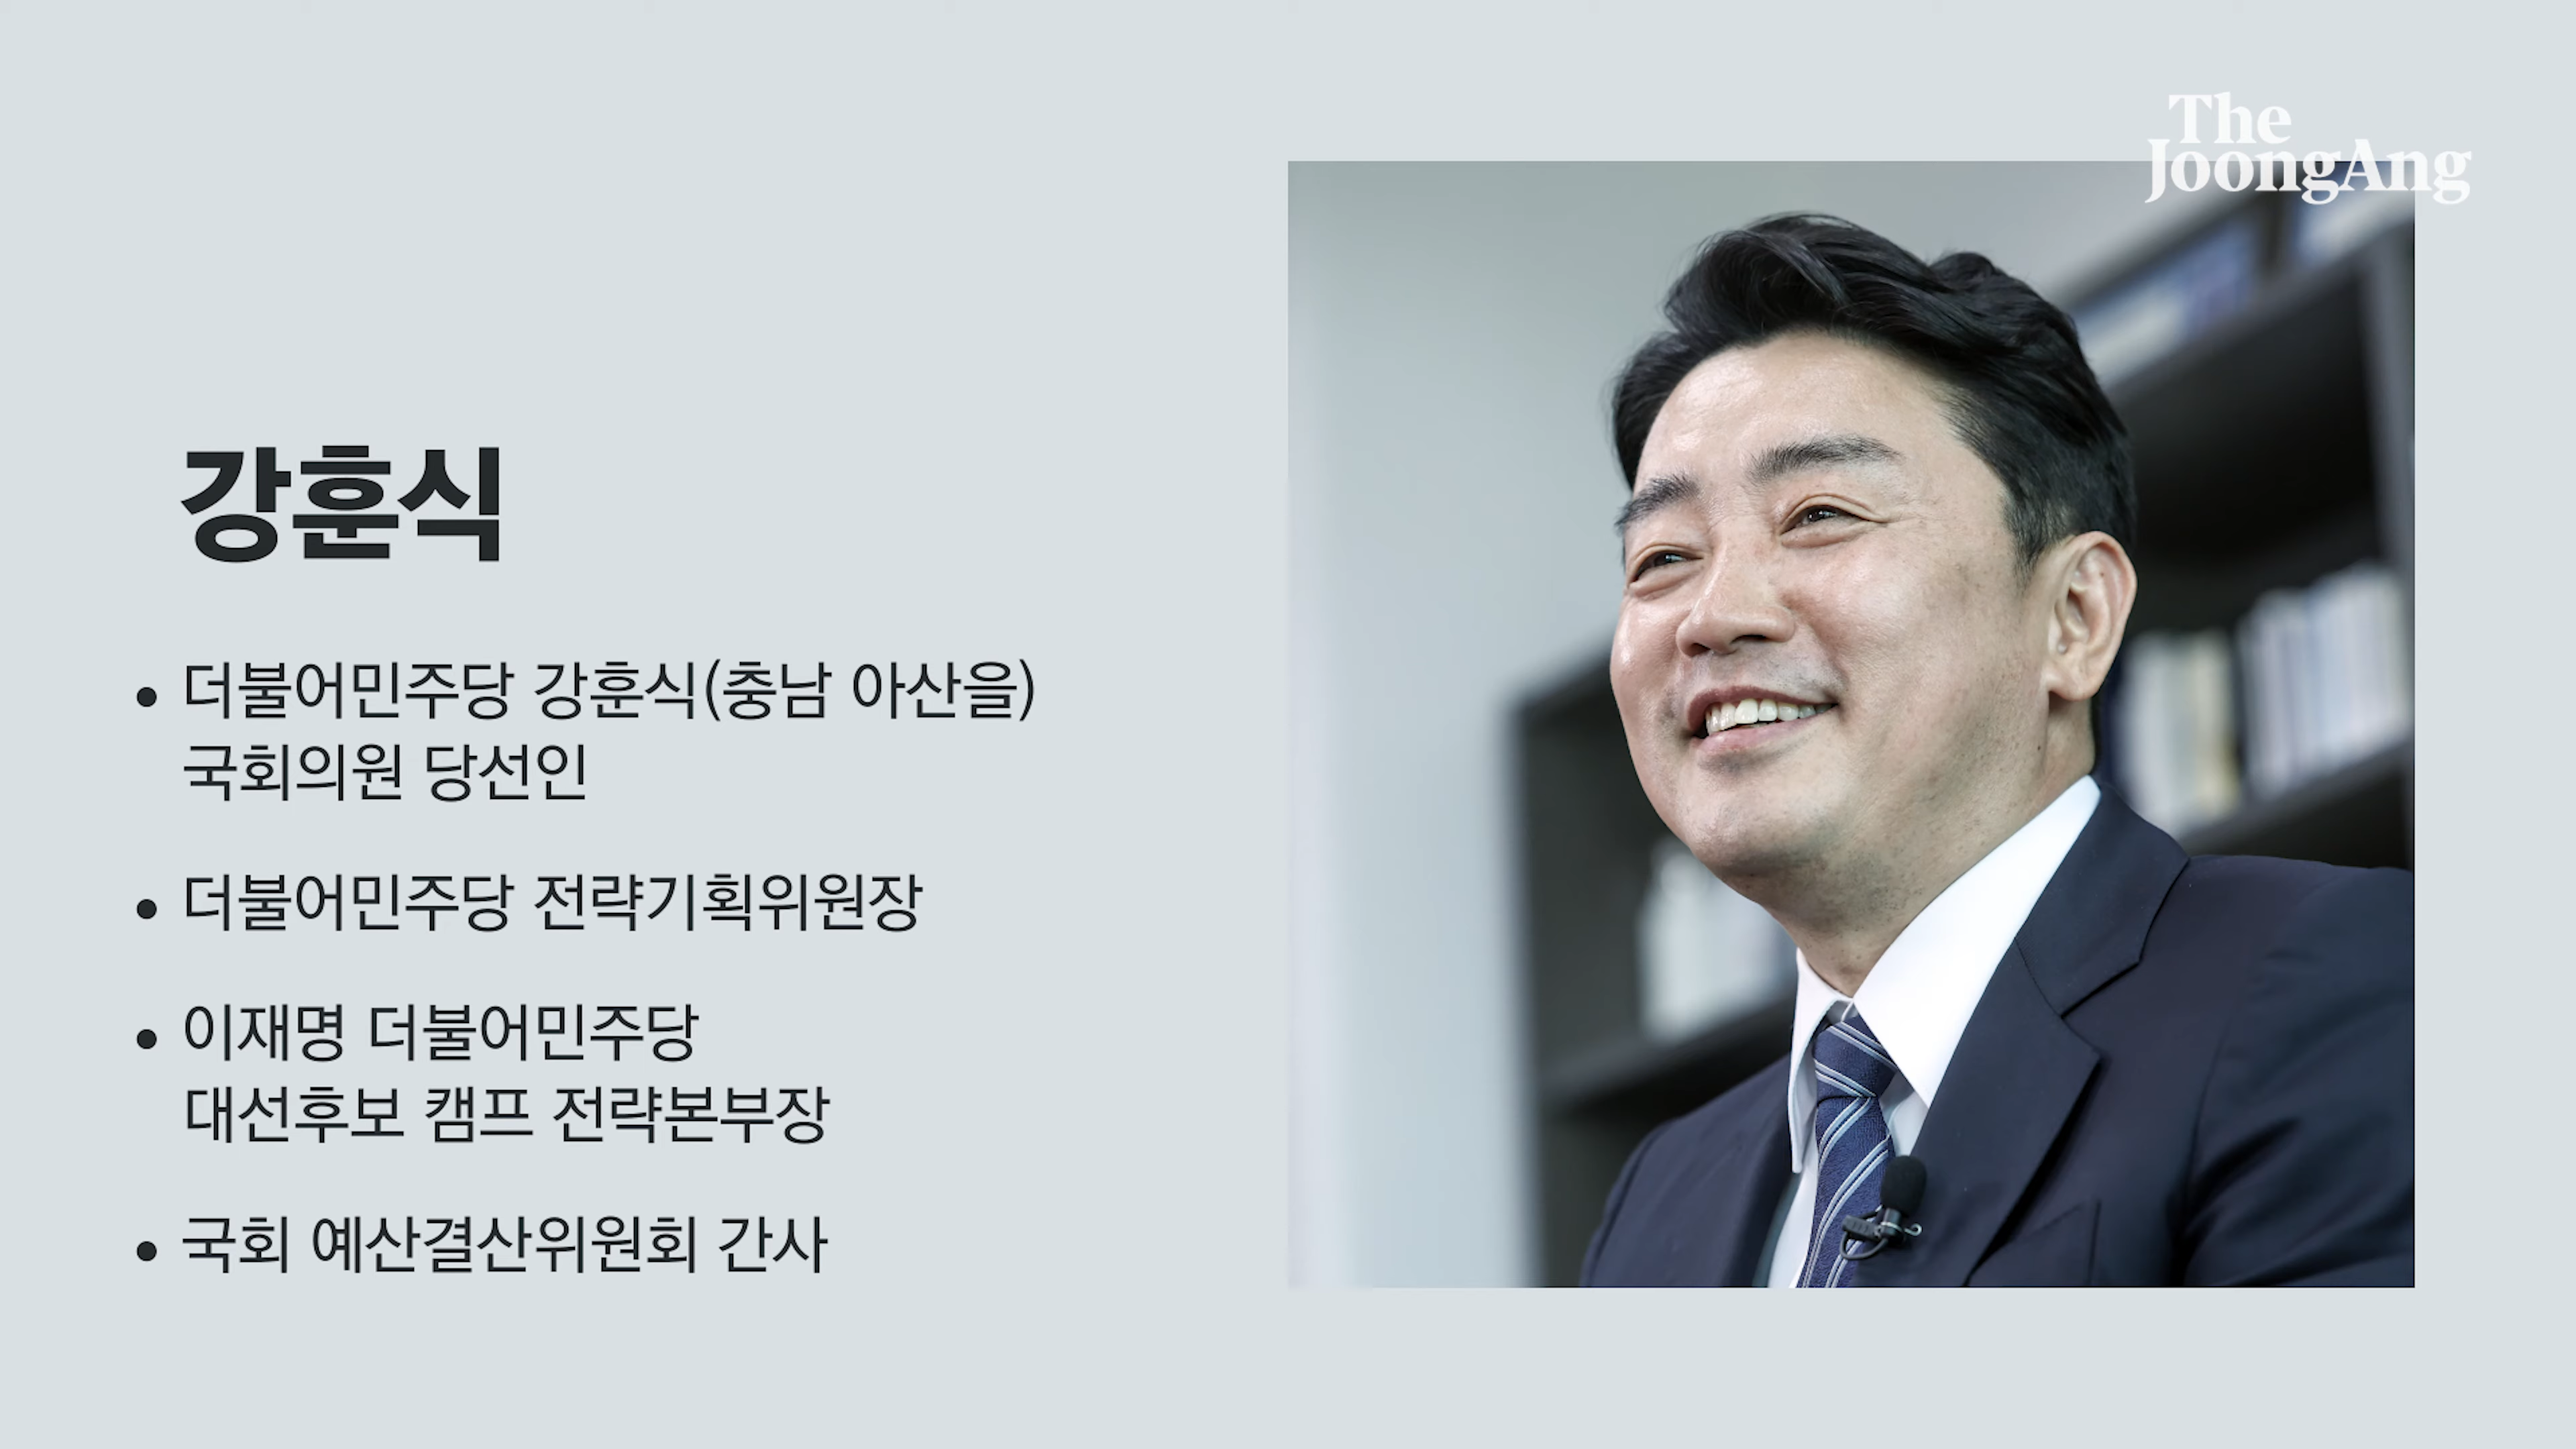 The
JoongAng
강훈식
• 더불어민주당 강훈식(충남 아산을)
국회의원 당선인
• 더불어민주당 전략기획위원장
• 이재명 더불어민주당
대선후보 캠프 전략본부장
• 국회 예산결산위원회 간사